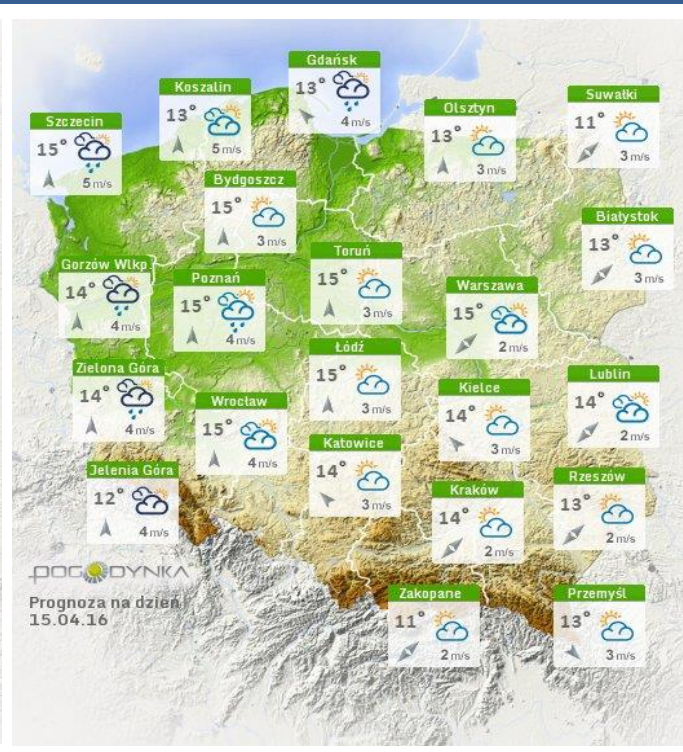 Gdańsk
13°
4 m/s
Koszalin
13°
5 m/s
Suwałki
11°
3 m/s
Olsztyn
13°
3 m/s
Szczecin
15°
5 m/s
Bydgoszcz
15°
3 m/s
Białystok
13°
3 m/s
Toruń
15°
3 m/s
Gorzów Wlkp
14°
4 m/s
Poznań
15°
4 m/s
Warszawa
15°
2 m/s
Łódź
15°
3 m/s
Zielona Góra
14°
4 m/s
Lublin
14°
2 m/s
Kielce
14°
3 m/s
Wrocław
15°
4 m/s
Katowice
14°
3 m/s
Jelenia Góra
12°
4 m/s
Rzeszów
13°
2 m/s
Kraków
14°
2 m/s
POGODYNKA
Prognoza na dzień
15.04.16
Zakopane
11°
2 m/s
Przemyśl
13°
3 m/s